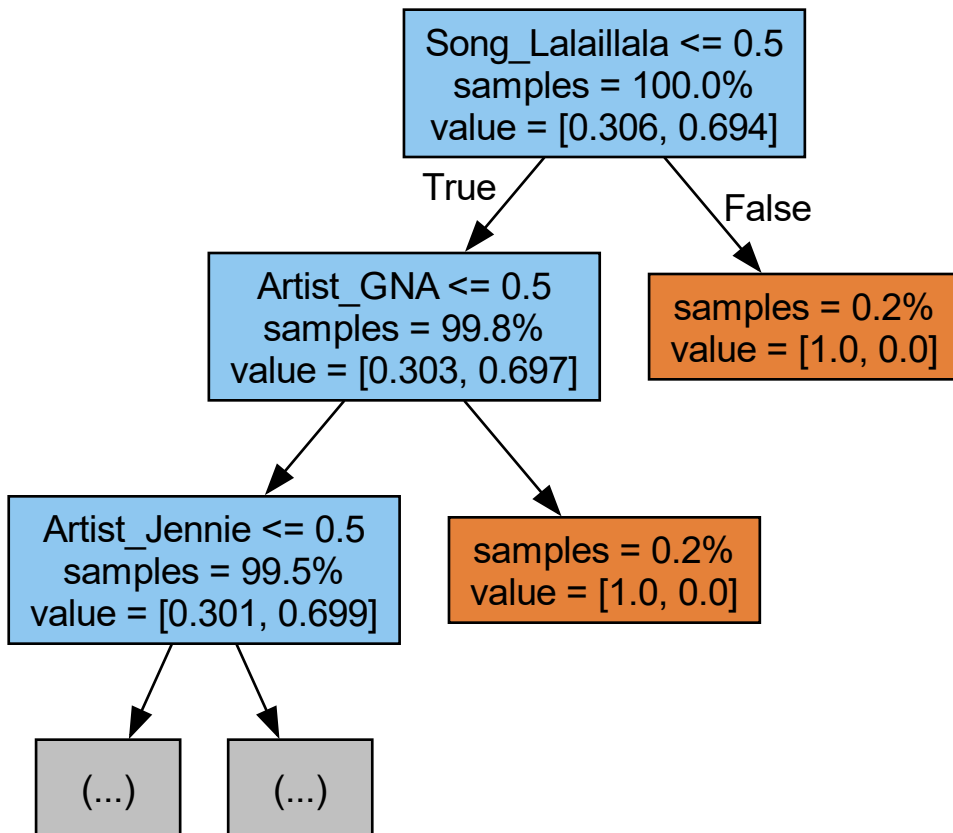 Song_Lalaillala <= 0.5
samples = 100.0%
value = [0.306, 0.694]
True
False
Artist_GNA <= 0.5
samples = 99.8%
value = [0.303, 0.697]
samples = 0.2%
value = [1.0, 0.0]
Artist_Jennie <= 0.5
samples = 99.5%
value = [0.301, 0.699]
samples = 0.2%
value = [1.0, 0.0]
(...)
(...)